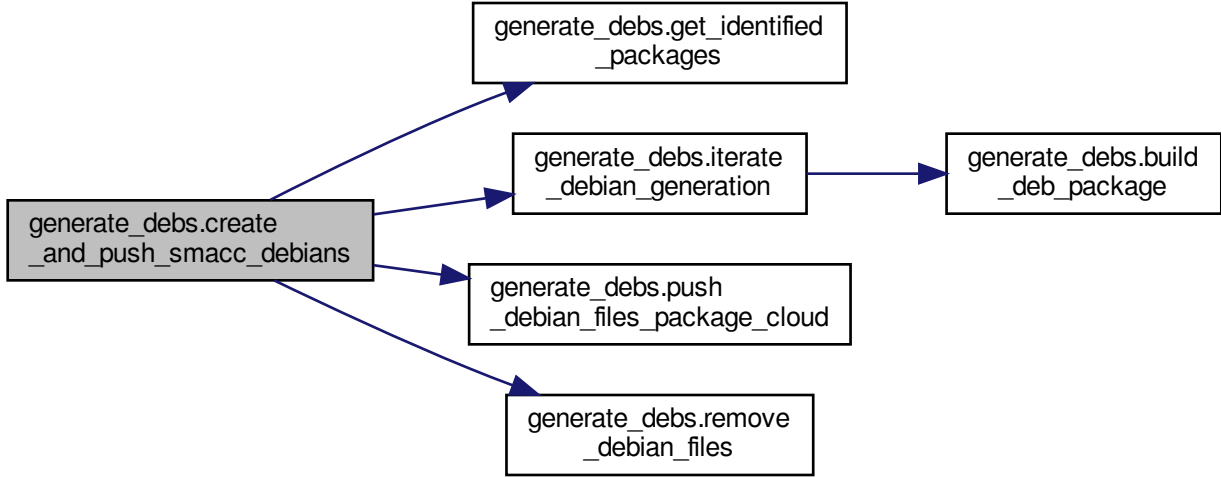 generate_debs.get_identified
_packages
generate_debs.iterate
_debian_generation
generate_debs.build
_deb_package
generate_debs.create
_and_push_smacc_debians
generate_debs.push
_debian_files_package_cloud
generate_debs.remove
_debian_files